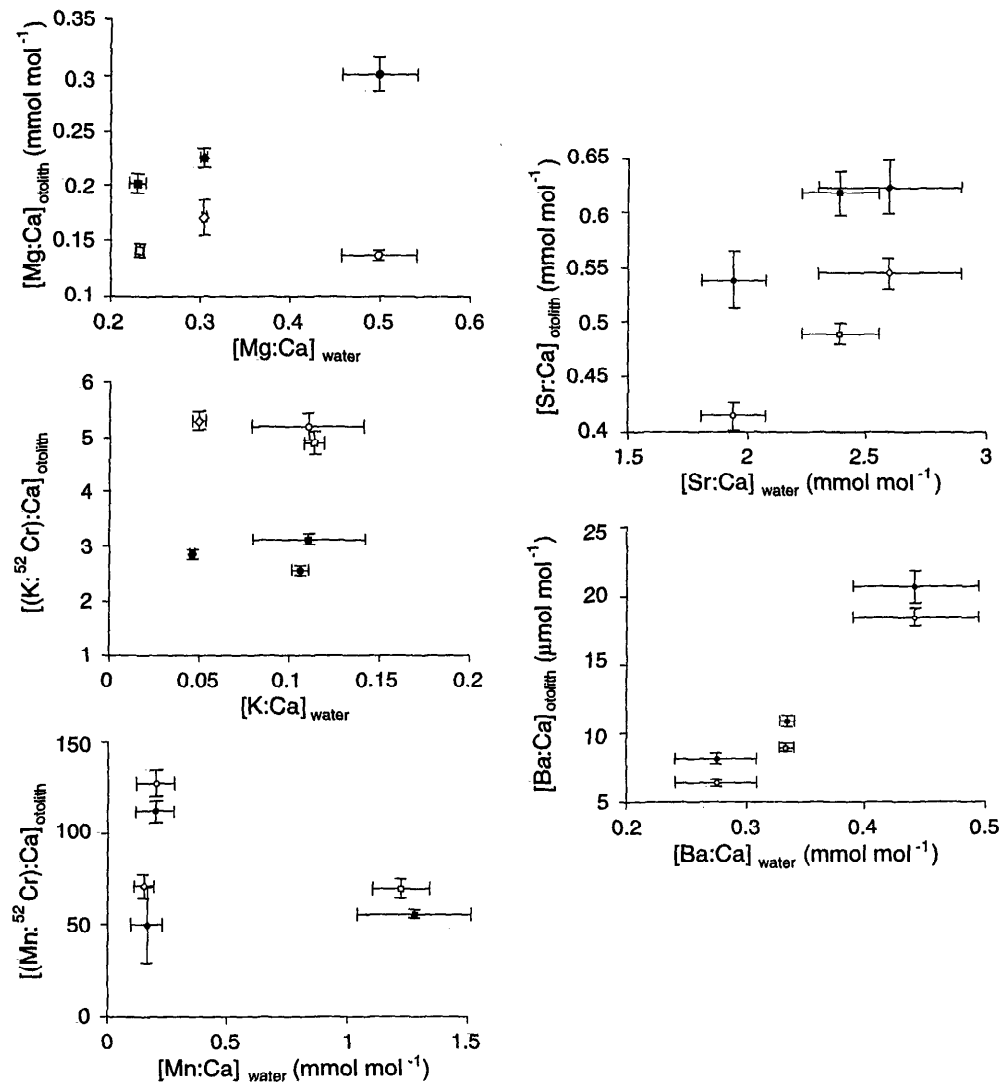 [Mg:Ca]otolith (mmol mol-1)
0.35
0.3
0.25
0.2
0.15
0.1
0.2 0.3 0.4 0.5 0.6
[Mg:Ca] water
[(K:52Cr):Ca]otolith
6
5
4
3
2
1
0 0.05 0.1 0.15 0.2
[K:Ca] water
[(Mn:52Cr):Ca]otolith
150
100
50
0
0 0.5 1 1.5
[Mn:Ca] water (mmol mol-1)
[Sr:Ca]otolith (mmol mol-1)
0.65
0.6
0.55
0.5
0.45
0.4
1.5 2 2.5 3
[Sr:Ca] water (mmol mol-1)
[Ba:Ca]otolith (μmol mol-1)
25
20
15
10
5
0.2 0.3 0.4 0.5
[Ba:Ca] water (mmol mol-1)